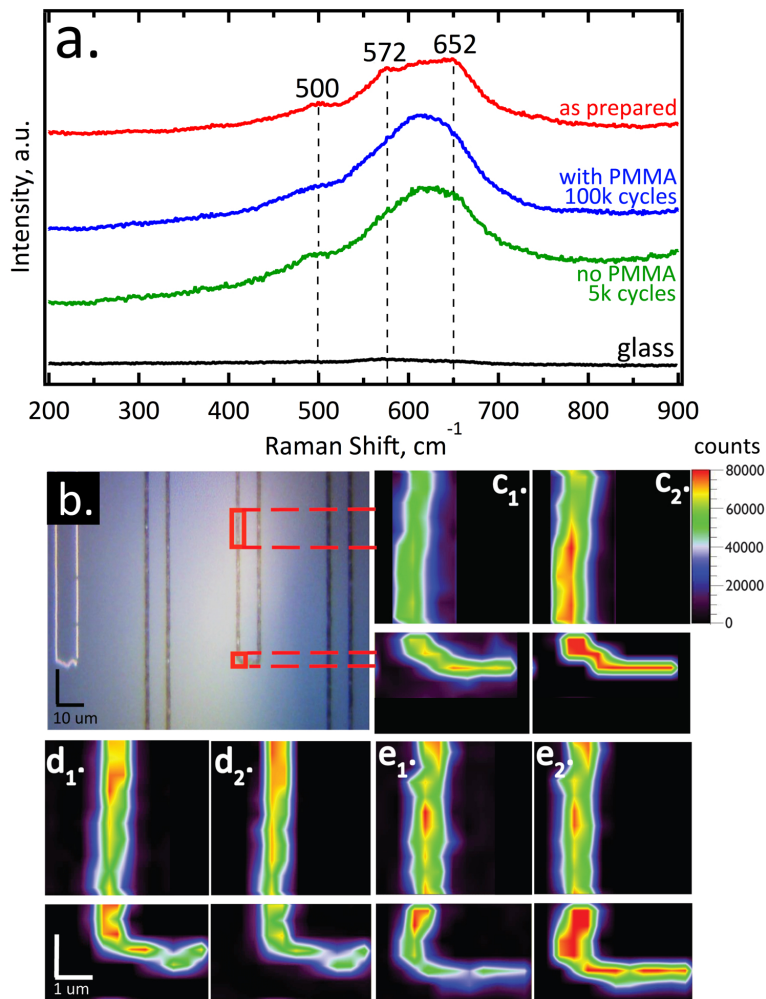 a.
500
572
652
as prepared
with PMMA
100k cycles
no PMMA
5k cycles
glass
Intensity, a.u.
200 300 400 500 600 700 800 900
Raman Shift, cm-1
counts
b.
10 um
c1.
c2.
80000
60000
40000
20000
0
d1.
d2.
e1.
e2.
1 um